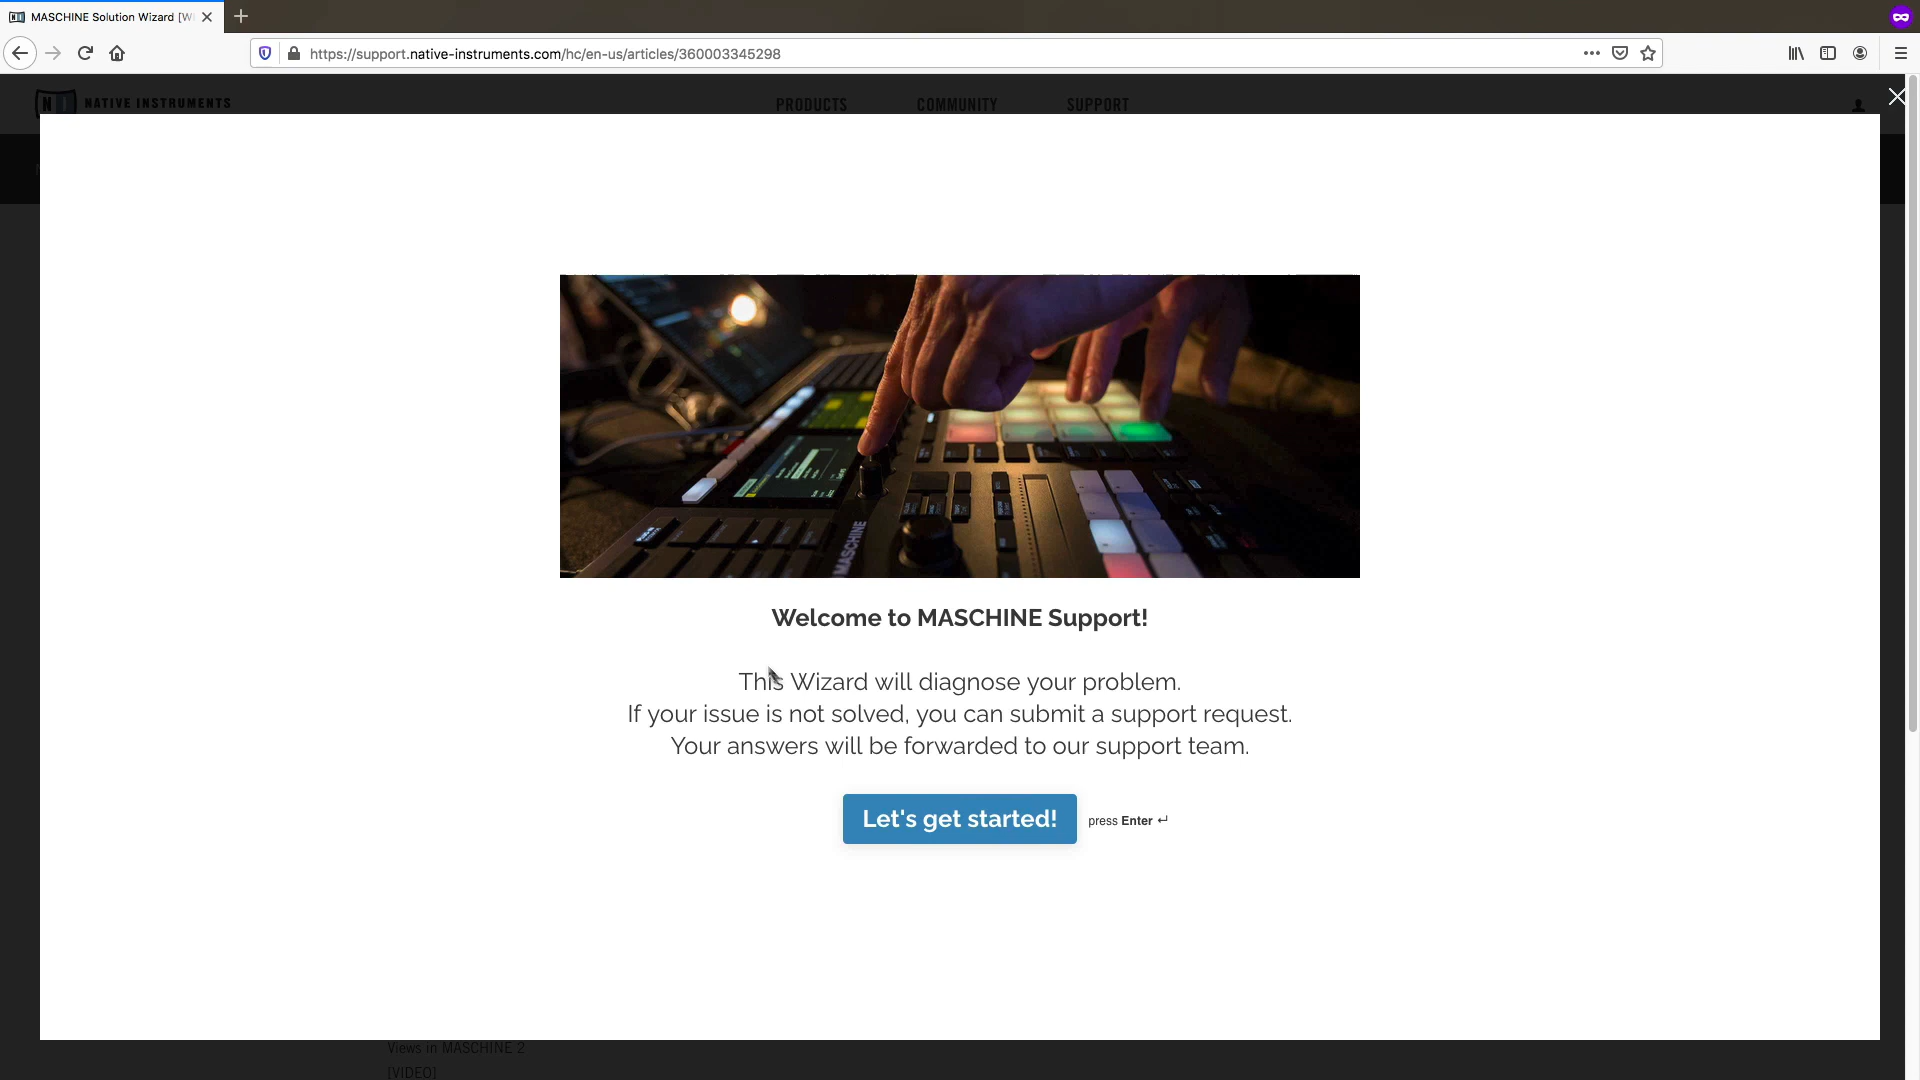 MASCHINE Solution Wizard [W
https://support.native-instruments.com/hc/en-us/articles/360003345298
NATIVE INSTRUMENTS
PRODUCTS
COMMUNITY
SUPPORT
MASCHINE
Welcome to MASCHINE Support!
This Wizard will diagnose your problem.
If your issue is not solved, you can submit a support request.
Your answers will be forwarded to our support team.
Let's get started!
press Enter ↵
Views in MASCHINE 2
[VIDEO]